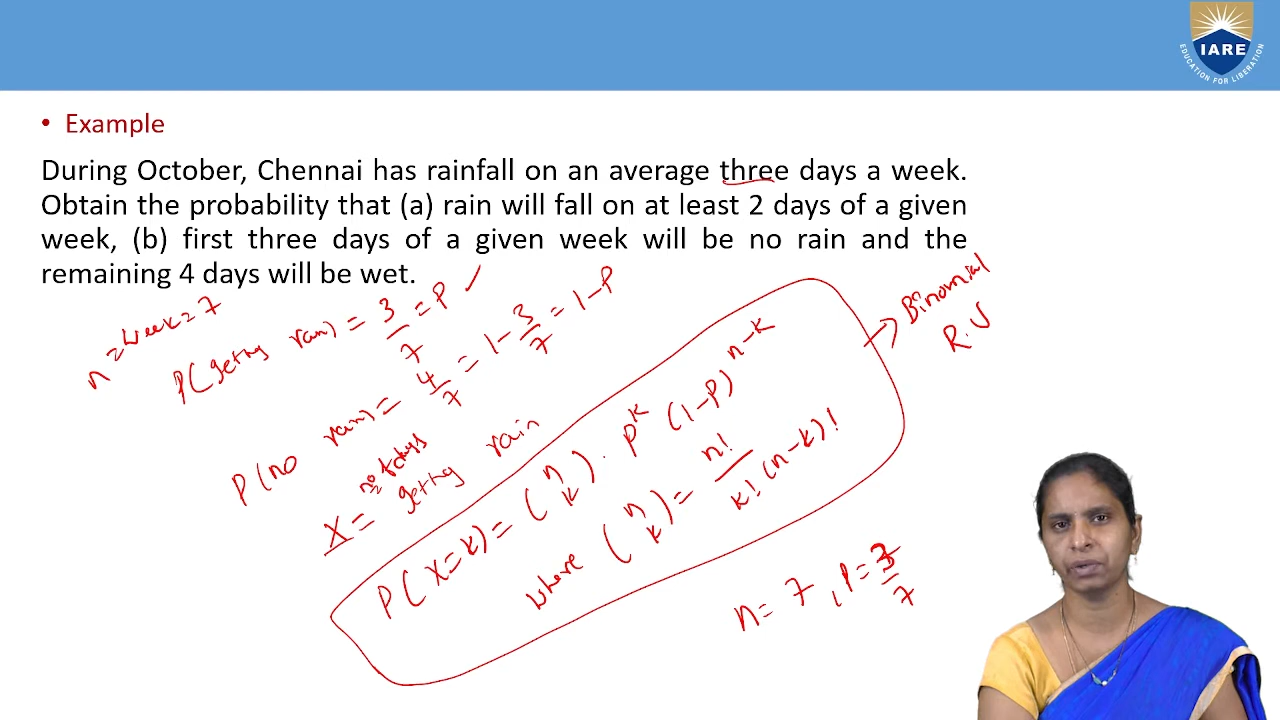 IARE
EDUCATION FOR LIBERATION
• Example
During October, Chennai has rainfall on an average three days a week.
Obtain the probability that (a) rain will fall on at least 2 days of a given
week, (b) first three days of a given week will be no rain and the
remaining 4 days will be wet.
n = week = 7
P(getting rain) = 3/7 = P ✓
P(no rain) = 4/7 = 1 - 3/7 = 1 - P
X = no of days getting rain
P(X=k) = (n k) . P^k (1-P)^n-k
where (n k) = n! / k! (n-k)!
→ Binomial
R.V
n = 7, P = 3/7